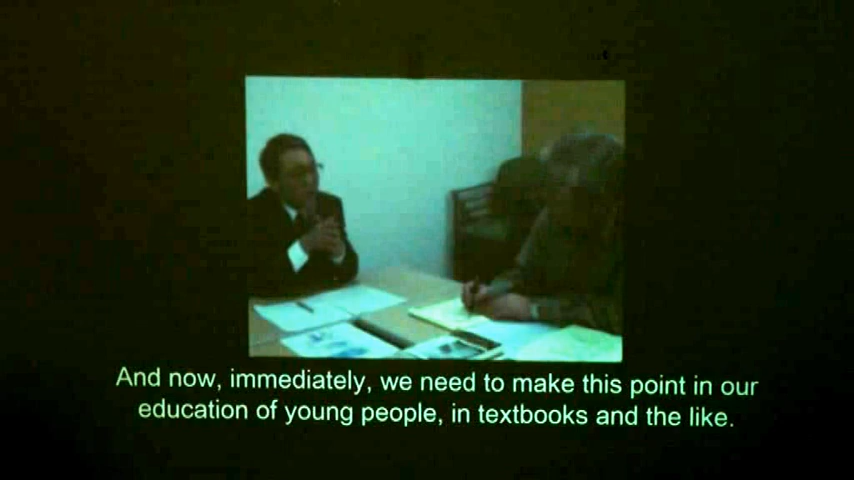 And now, immediately, we need to make this point in our
education of young people, in textbooks and the like.